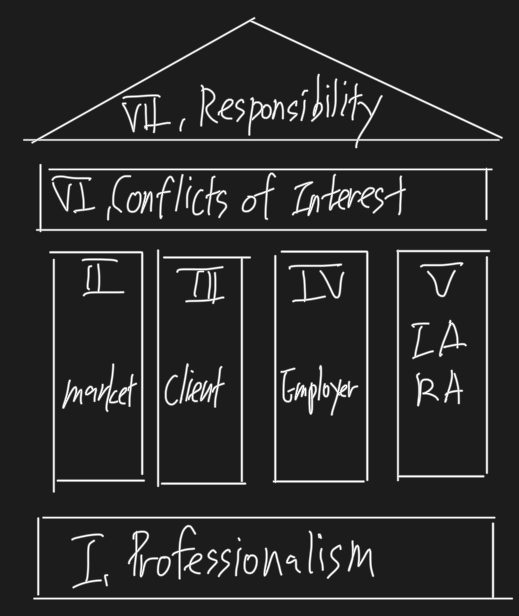 VII, Responsibility
VI, Conflicts of Interest
II
market
III
Client
IV
Employer
V
IA
RA
I, Professionalism